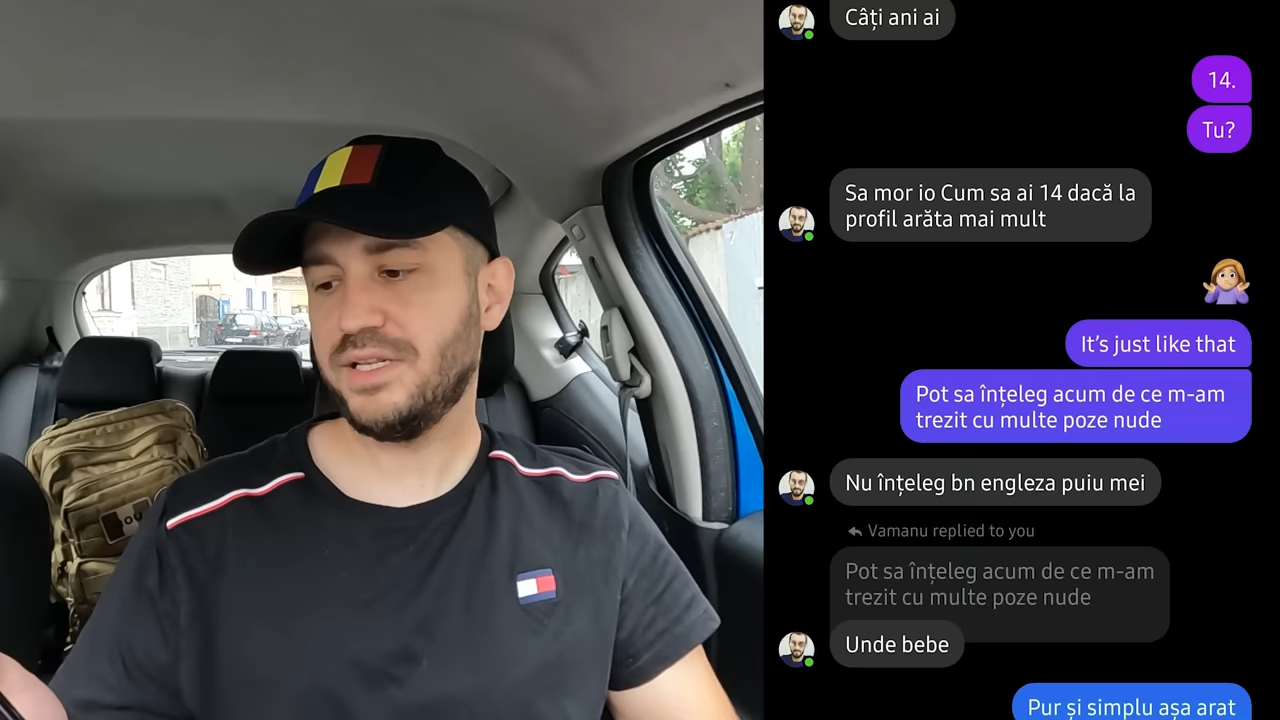 Câți ani ai
14.
Tu?
Sa mor io Cum sa ai 14 dacă la
profil arăta mai mult
It's just like that
Pot sa înțeleg acum de ce m-am
trezit cu multe poze nude
Nu înțeleg bn engleza puiu mei
Vamanu replied to you
Pot sa înțeleg acum de ce m-am
trezit cu multe poze nude
Unde bebe
Pur și simplu așa arat